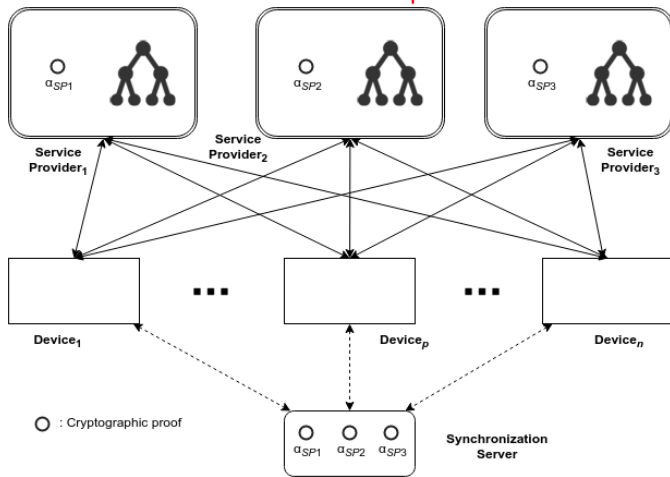 αSP1
αSP2
αSP3
Service
Provider1
Service
Provider2
Service
Provider3
Device1
Devicep
Devicen
: Cryptographic proof
αSP1 αSP2 αSP3
Synchronization
Server